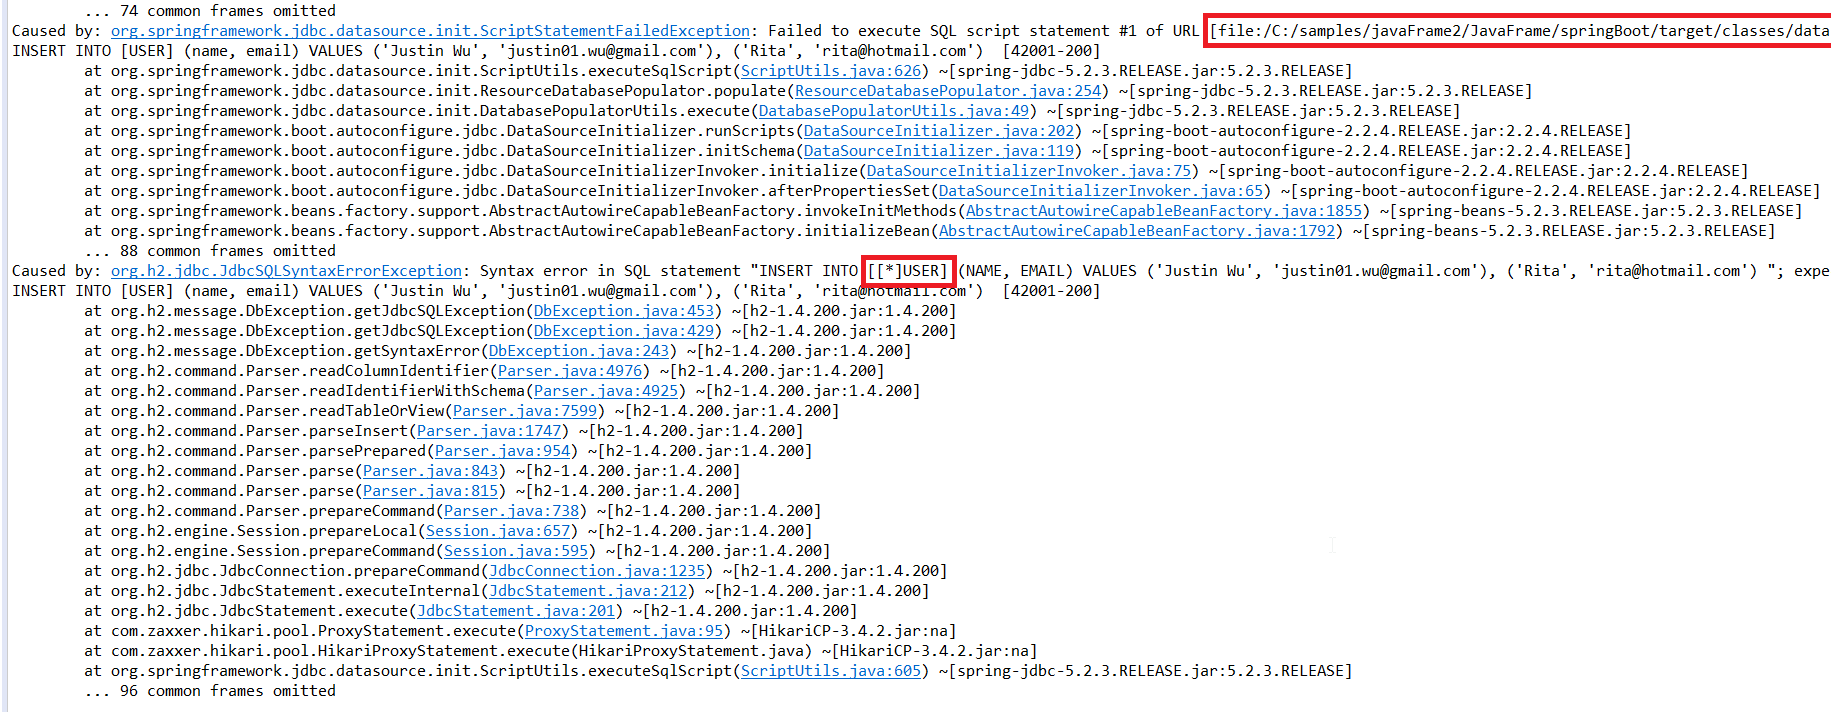 ... 74 common frames omitted
Caused by: org.springframework.jdbc.datasource.init.ScriptStatementFailedException: Failed to execute SQL script statement #1 of URL [file:/C:/samples/javaFrame2/JavaFrame/springBoot/target/classes/data
INSERT INTO [USER] (name, email) VALUES ('Justin Wu', 'justin01.wu@gmail.com'), ('Rita', 'rita@hotmail.com')  [42001-200]
at org.springframework.jdbc.datasource.init.ScriptUtils.executeSqlScript(ScriptUtils.java:626) ~[spring-jdbc-5.2.3.RELEASE.jar:5.2.3.RELEASE]
at org.springframework.jdbc.datasource.init.ResourceDatabasePopulator.populate(ResourceDatabasePopulator.java:254) ~[spring-jdbc-5.2.3.RELEASE.jar:5.2.3.RELEASE]
at org.springframework.jdbc.datasource.init.DatabasePopulatorUtils.execute(DatabasePopulatorUtils.java:49) ~[spring-jdbc-5.2.3.RELEASE.jar:5.2.3.RELEASE]
at org.springframework.boot.autoconfigure.jdbc.DataSourceInitializer.runScripts(DataSourceInitializer.java:202) ~[spring-boot-autoconfigure-2.2.4.RELEASE.jar:2.2.4.RELEASE]
at org.springframework.boot.autoconfigure.jdbc.DataSourceInitializer.initSchema(DataSourceInitializer.java:119) ~[spring-boot-autoconfigure-2.2.4.RELEASE.jar:2.2.4.RELEASE]
at org.springframework.boot.autoconfigure.jdbc.DataSourceInitializerInvoker.initialize(DataSourceInitializerInvoker.java:75) ~[spring-boot-autoconfigure-2.2.4.RELEASE.jar:2.2.4.RELEASE]
at org.springframework.boot.autoconfigure.jdbc.DataSourceInitializerInvoker.afterPropertiesSet(DataSourceInitializerInvoker.java:65) ~[spring-boot-autoconfigure-2.2.4.RELEASE.jar:2.2.4.RELEASE]
at org.springframework.beans.factory.support.AbstractAutowireCapableBeanFactory.invokeInitMethods(AbstractAutowireCapableBeanFactory.java:1855) ~[spring-beans-5.2.3.RELEASE.jar:5.2.3.RELEASE]
at org.springframework.beans.factory.support.AbstractAutowireCapableBeanFactory.initializeBean(AbstractAutowireCapableBeanFactory.java:1792) ~[spring-beans-5.2.3.RELEASE.jar:5.2.3.RELEASE]
... 88 common frames omitted
Caused by: org.h2.jdbc.JdbcSQLSyntaxErrorException: Syntax error in SQL statement "INSERT INTO [[*]USER] (NAME, EMAIL) VALUES ('Justin Wu', 'justin01.wu@gmail.com'), ('Rita', 'rita@hotmail.com') "; expe
INSERT INTO [USER] (name, email) VALUES ('Justin Wu', 'justin01.wu@gmail.com'), ('Rita', 'rita@hotmail.com')  [42001-200]
at org.h2.message.DbException.getJdbcSQLException(DbException.java:453) ~[h2-1.4.200.jar:1.4.200]
at org.h2.message.DbException.getJdbcSQLException(DbException.java:429) ~[h2-1.4.200.jar:1.4.200]
at org.h2.message.DbException.getSyntaxError(DbException.java:243) ~[h2-1.4.200.jar:1.4.200]
at org.h2.command.Parser.readColumnIdentifier(Parser.java:4976) ~[h2-1.4.200.jar:1.4.200]
at org.h2.command.Parser.readIdentifierWithSchema(Parser.java:4925) ~[h2-1.4.200.jar:1.4.200]
at org.h2.command.Parser.readTableOrView(Parser.java:7599) ~[h2-1.4.200.jar:1.4.200]
at org.h2.command.Parser.parseInsert(Parser.java:1747) ~[h2-1.4.200.jar:1.4.200]
at org.h2.command.Parser.parsePrepared(Parser.java:954) ~[h2-1.4.200.jar:1.4.200]
at org.h2.command.Parser.parse(Parser.java:843) ~[h2-1.4.200.jar:1.4.200]
at org.h2.command.Parser.parse(Parser.java:815) ~[h2-1.4.200.jar:1.4.200]
at org.h2.command.Parser.prepareCommand(Parser.java:738) ~[h2-1.4.200.jar:1.4.200]
at org.h2.engine.Session.prepareLocal(Session.java:657) ~[h2-1.4.200.jar:1.4.200]
at org.h2.engine.Session.prepareCommand(Session.java:595) ~[h2-1.4.200.jar:1.4.200]
at org.h2.jdbc.JdbcConnection.prepareCommand(JdbcConnection.java:1235) ~[h2-1.4.200.jar:1.4.200]
at org.h2.jdbc.JdbcStatement.executeInternal(JdbcStatement.java:212) ~[h2-1.4.200.jar:1.4.200]
at org.h2.jdbc.JdbcStatement.execute(JdbcStatement.java:201) ~[h2-1.4.200.jar:1.4.200]
at com.zaxxer.hikari.pool.ProxyStatement.execute(ProxyStatement.java:95) ~[HikariCP-3.4.2.jar:na]
at com.zaxxer.hikari.pool.HikariProxyStatement.execute(HikariProxyStatement.java) ~[HikariCP-3.4.2.jar:na]
at org.springframework.jdbc.datasource.init.ScriptUtils.executeSqlScript(ScriptUtils.java:605) ~[spring-jdbc-5.2.3.RELEASE.jar:5.2.3.RELEASE]
... 96 common frames omitted